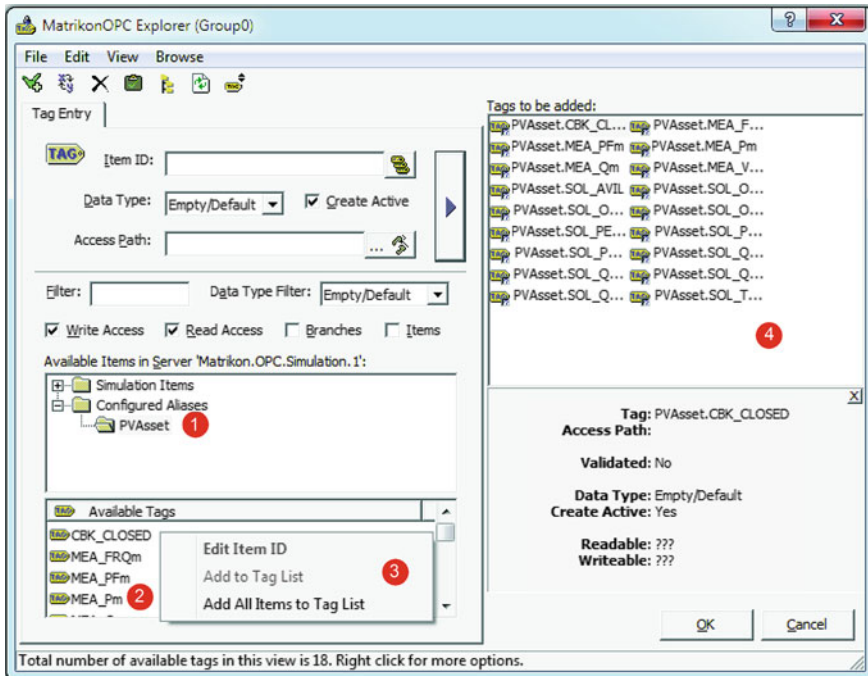 MatrikonOPC Explorer (Group0)
File Edit View Browse
Tag Entry
TAG
Item ID:
Data Type: Empty/Default Create Active
Access Path: ...
Filter: Data Type Filter: Empty/Default
Write Access Read Access Branches Items
Available Items in Server 'Matrikon.OPC.Simulation.1':
Simulation Items
Configured Aliases
PVAsset 1
Available Tags
CBK_CLOSED
MEA_FRQm
MEA_PFm
MEA_Pm 2
Edit Item ID
Add to Tag List 3
Add All Items to Tag List
Tags to be added:
PVAsset.CBK_CL... PVAsset.MEA_F...
PVAsset.MEA_PFm PVAsset.MEA_Pm
PVAsset.MEA_Qm PVAsset.MEA_V...
PVAsset.SOL_AVIL PVAsset.SOL_O...
PVAsset.SOL_O... PVAsset.SOL_O...
PVAsset.SOL_PE... PVAsset.SOL_P...
PVAsset.SOL_P... PVAsset.SOL_Q...
PVAsset.SOL_Q... PVAsset.SOL_Q...
PVAsset.SOL_Q... PVAsset.SOL_T...
4
X
Tag: PVAsset.CBK_CLOSED
Access Path:
Validated: No
Data Type: Empty/Default
Create Active: Yes
Readable: ???
Writeable: ???
OK Cancel
Total number of available tags in this view is 18. Right click for more options.